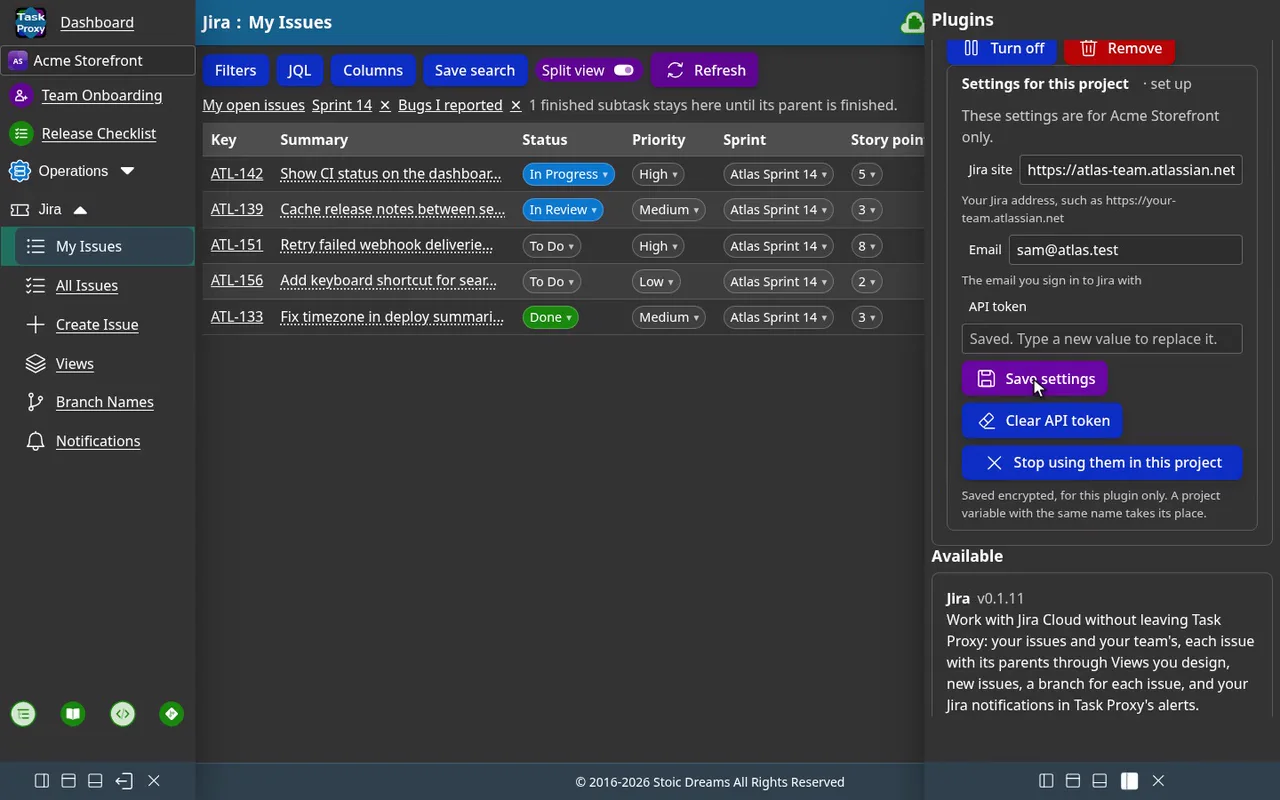 Task Proxy
Dashboard
AS
Acme Storefront
Team Onboarding
Release Checklist
Operations
Jira
My Issues
All Issues
Create Issue
Views
Branch Names
Notifications
Jira : My Issues
Filters
JQL
Columns
Save search
Split view
Refresh
My open issues Sprint 14 × Bugs I reported × 1 finished subtask stays here until its parent is finished.
Key Summary Status Priority Sprint
ATL-142 Show CI status on the dashboar... In Progress High Atlas Sprint 14 5
ATL-139 Cache release notes between se... In Review Medium Atlas Sprint 14 3
ATL-151 Retry failed webhook deliverie... To Do High Atlas Sprint 14 8
ATL-156 Add keyboard shortcut for sear... To Do Low Atlas Sprint 14 2
ATL-133 Fix timezone in deploy summari... Done Medium Atlas Sprint 14 3
© 2016-2026 Stoic Dreams All Rights Reserved
Plugins
Turn off
Remove
Settings for this project · set up
These settings are for Acme Storefront
only.
Jira site https://atlas-team.atlassian.net
Your Jira address, such as https://your-
team.atlassian.net
Email sam@atlas.test
The email you sign in to Jira with
API token
Saved. Type a new value to replace it.
Save settings
Clear API token
Stop using them in this project
Saved encrypted, for this plugin only. A project
variable with the same name takes its place.
Available
Jira v0.1.11
Work with Jira Cloud without leaving Task
Proxy: your issues and your team's, each issue
with its parents through Views you design,
new issues, a branch for each issue, and your
Jira notifications in Task Proxy's alerts.